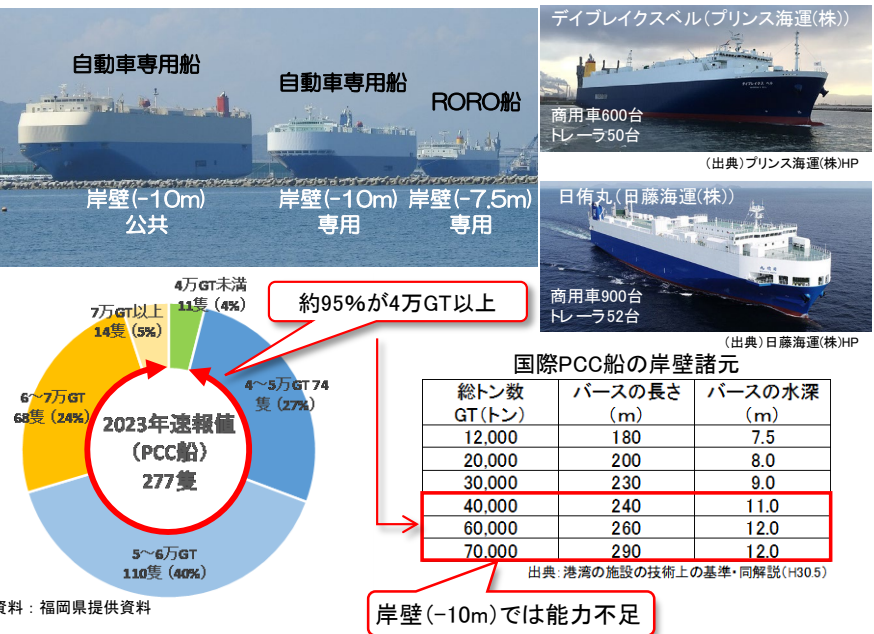 自動車専用船
自動車専用船
RORO船
岸壁(-10m)
公共
岸壁(-10m)
専用
岸壁(-7.5m)
専用
デイブレイクスベル(プリンス海運(株))
商用車600台
トレーラ50台
(出典)プリンス海運(株)HP
日侑丸(日藤海運(株))
商用車900台
トレーラ52台
(出典)日藤海運(株)HP
4万GT未満
11隻 (4%)
7万GT以上
14隻 (5%)
約95%が4万GT以上
4~5万GT 74
隻 (27%)
6~7万GT
68隻 (24%)
2023年速報値
(PCC船)
277隻
5~6万GT
110隻 (40%)
国際PCC船の岸壁諸元
総トン数 バースの長さ バースの水深
GT(トン) (m) (m)
12,000 180 7.5
20,000 200 8.0
30,000 230 9.0
40,000 240 11.0
60,000 260 12.0
70,000 290 12.0
出典:港湾の施設の技術上の基準・同解説(H30.5)
岸壁(-10m)では能力不足
資料:福岡県提供資料